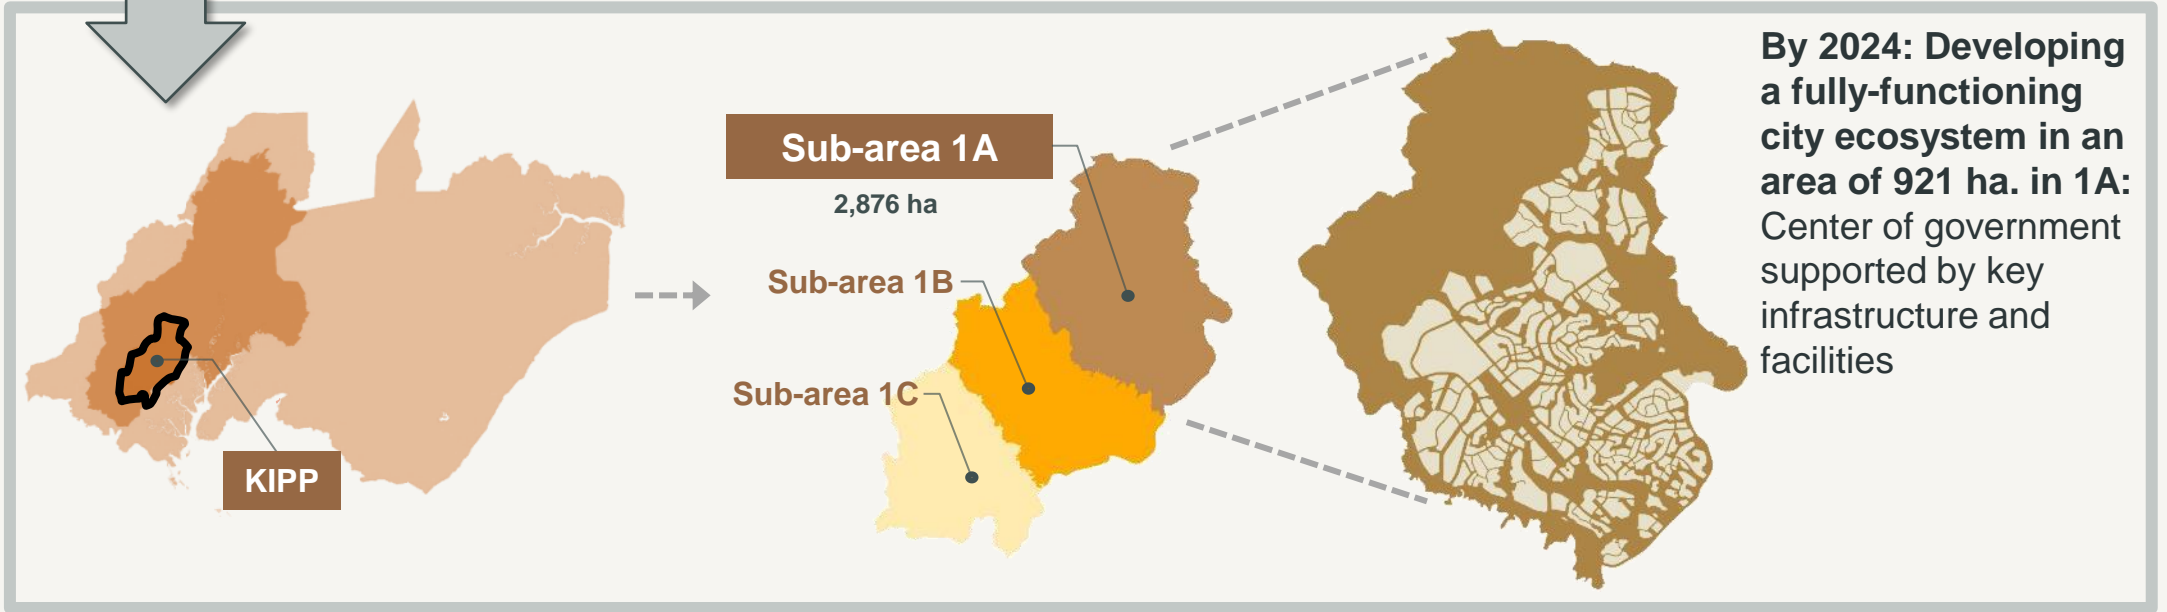 KIPP
Sub-area 1A
2,876 ha
Sub-area 1B
Sub-area 1C
By 2024: Developing
a fully-functioning
city ecosystem in an
area of 921 ha. in 1A:
Center of government
supported by key
infrastructure and
facilities